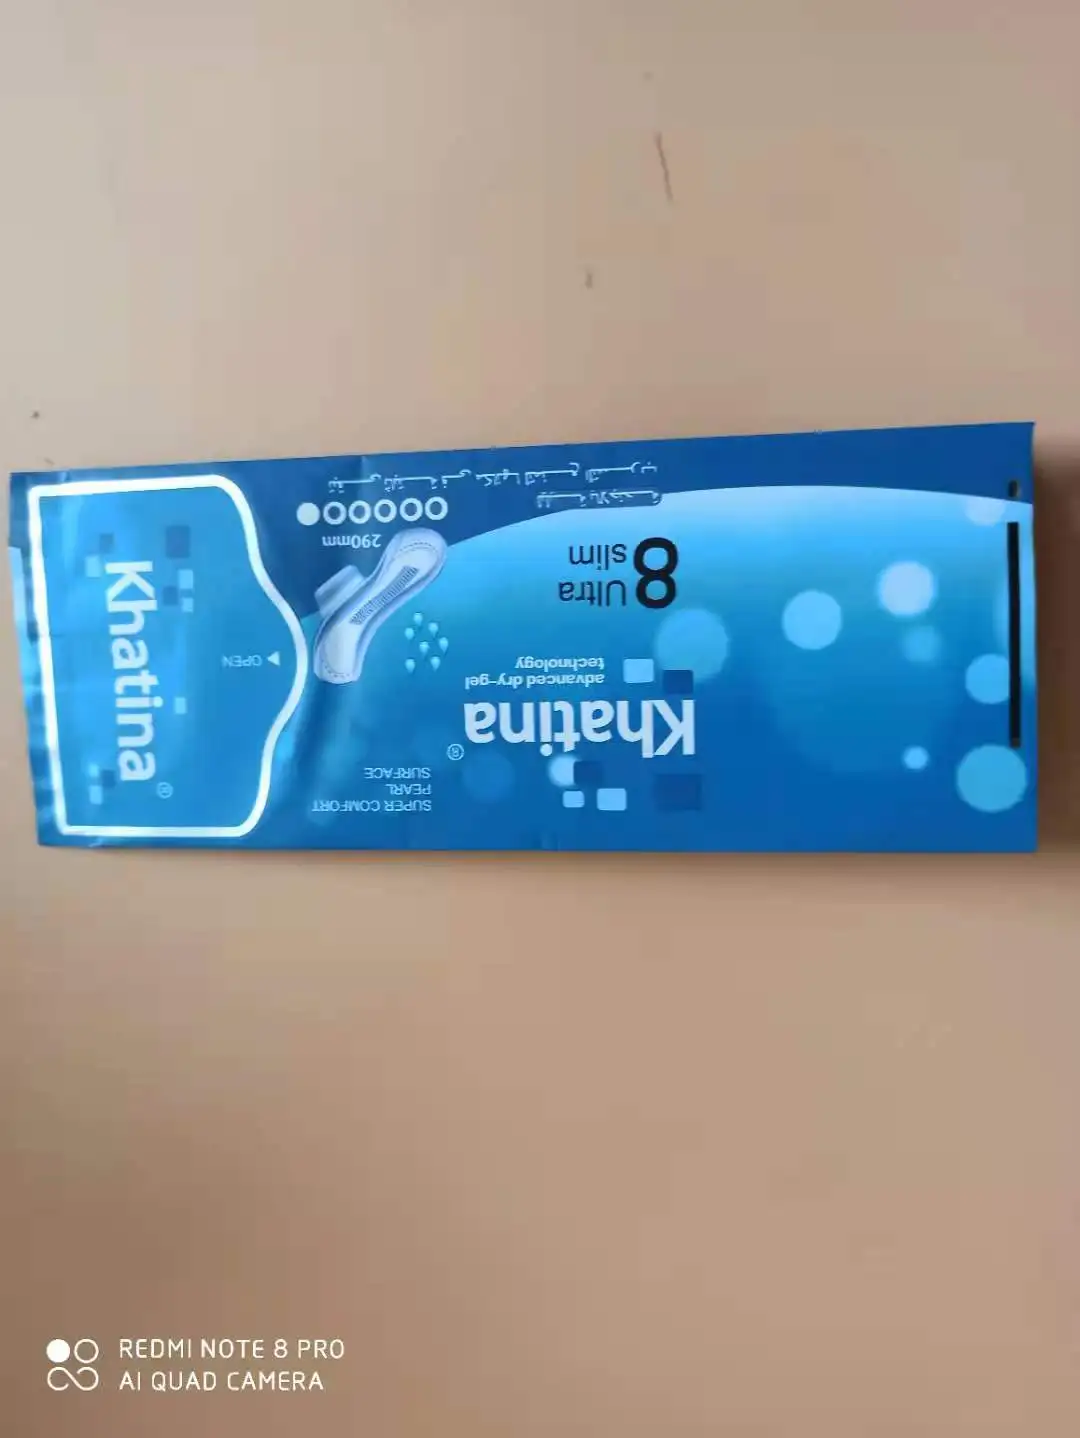 Khatina®
advanced dry-gel
technology
SUPER COMFORT
PEARL
SURFACE
8 Ultra
slim
290mm
OPEN
Khatina®
REDMI NOTE 8 PRO
AI QUAD CAMERA